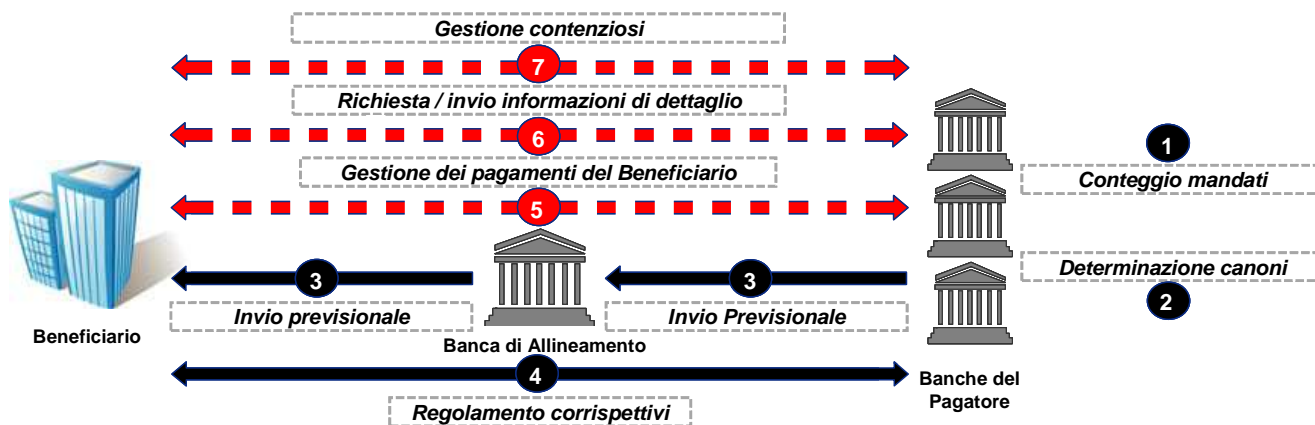 Gestione contenziosi
7
Richiesta / invio informazioni di dettaglio
6
1
Gestione dei pagamenti del Beneficiario
Conteggio mandati
5
Determinazione canoni
3
3
2
Invio previsionale
Invio Previsionale
Beneficiario
Banca di Allineamento
4
Banche del
Pagatore
Regolamento corrispettivi